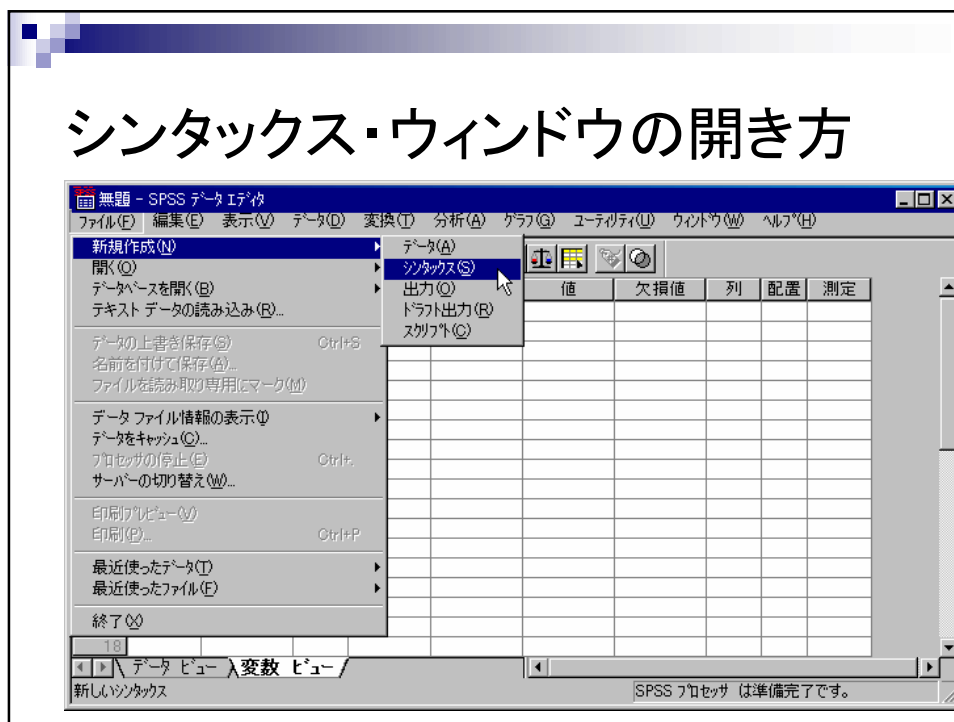 シンタックス・ウィンドウの開き方
無題 - SPSS ﾃﾞｰﾀ ｴﾃﾞｨﾀ
ﾌｧｲﾙ(F) 編集(E) 表示(V) ﾃﾞｰﾀ(D) 変換(T) 分析(A) ｸﾞﾗﾌ(G) ﾕｰﾃｨﾘﾃｨ(U) ｳｨﾝﾄﾞｳ(W) ﾍﾙﾌﾟ(H)
新規作成(N)
開く(O)
ﾃﾞｰﾀﾍﾞｰｽを開く(B)
テキスト データの読み込み(R)...
ﾃﾞｰﾀの上書き保存(S) Ctrl+S
名前を付けて保存(A)...
ファイルを読み取り専用にマーク(M)
データ ファイル情報の表示(I)
ﾃﾞｰﾀをｷｬｯｼｭ(C)...
ﾌﾟﾛｾｯｻの停止(E) Ctrl+.
サーバーの切り替え(W)...
印刷ﾌﾟﾚﾋﾞｭｰ(V)
印刷(P)... Ctrl+P
最近使ったﾃﾞｰﾀ(T)
最近使ったﾌｧｲﾙ(F)
終了(X)
ﾃﾞｰﾀ(A)
ｼﾝﾀｯｸｽ(S)
出力(O)
ﾄﾞﾗﾌﾄ出力(R)
ｽｸﾘﾌﾟﾄ(C)
値 欠損値 列 配置 測定
18
データ ビュー 変数 ビュー
新しいｼﾝﾀｯｸｽ
SPSS ﾌﾟﾛｾｯｻ は準備完了です。